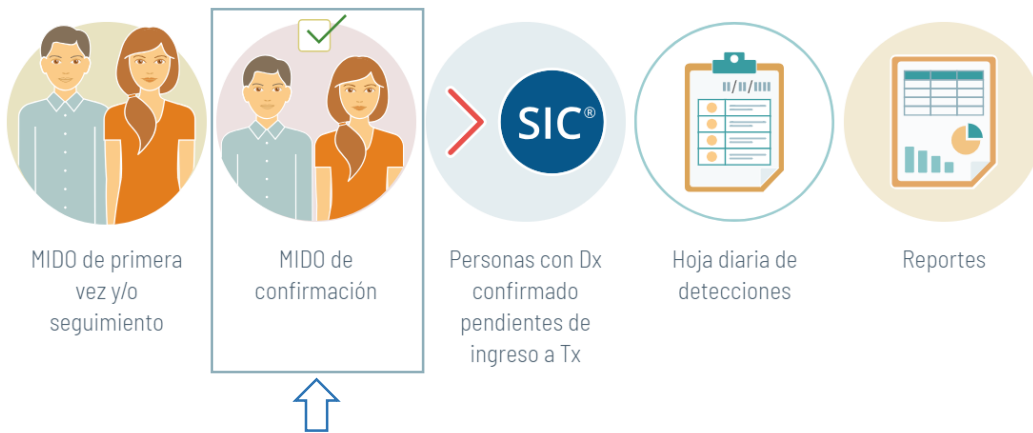 SIC®
MIDO de primera
vez y/o
seguimiento
MIDO de
confirmación
Personas con Dx
confirmado
pendientes de
ingreso a Tx
Hoja diaria de
detecciones
Reportes